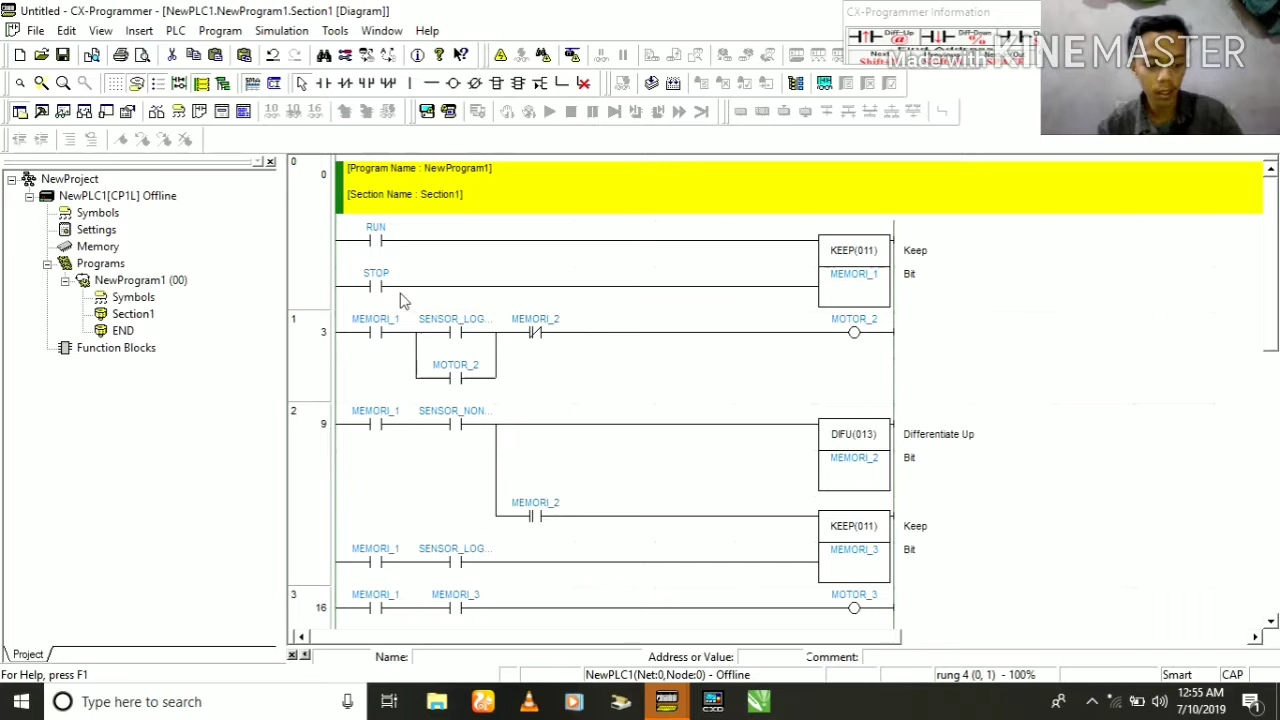 Untitled - CX-Programmer - [NewPLC1.NewProgram1.Section1 [Diagram]]
CX-Programmer Information
File Edit View Insert PLC Program Simulation Tools Window Help
Made with KINEMASTER
NewProject
NewPLC1[CP1L] Offline
Symbols
Settings
Memory
Programs
NewProgram1 (00)
Symbols
Section1
END
Function Blocks
Project
0
0
[Program Name : NewProgram1]
[Section Name : Section1]
RUN
KEEP(011) Keep
STOP
MEMORI_1 Bit
1
3
MEMORI_1 SENSOR_LOG... MEMORI_2 MOTOR_2
MOTOR_2
2
9
MEMORI_1 SENSOR_NON...
DIFU(013) Differentiate Up
MEMORI_2 Bit
MEMORI_2
KEEP(011) Keep
MEMORI_1 SENSOR_LOG... MEMORI_3 Bit
3
16
MEMORI_1 MEMORI_3 MOTOR_3
Name: Address or Value: Comment:
For Help, press F1
NewPLC1(Net:0,Node:0) - Offline
rung 4 (0, 1) - 100%
Smart
CAP
Type here to search
12:55 AM
7/10/2019